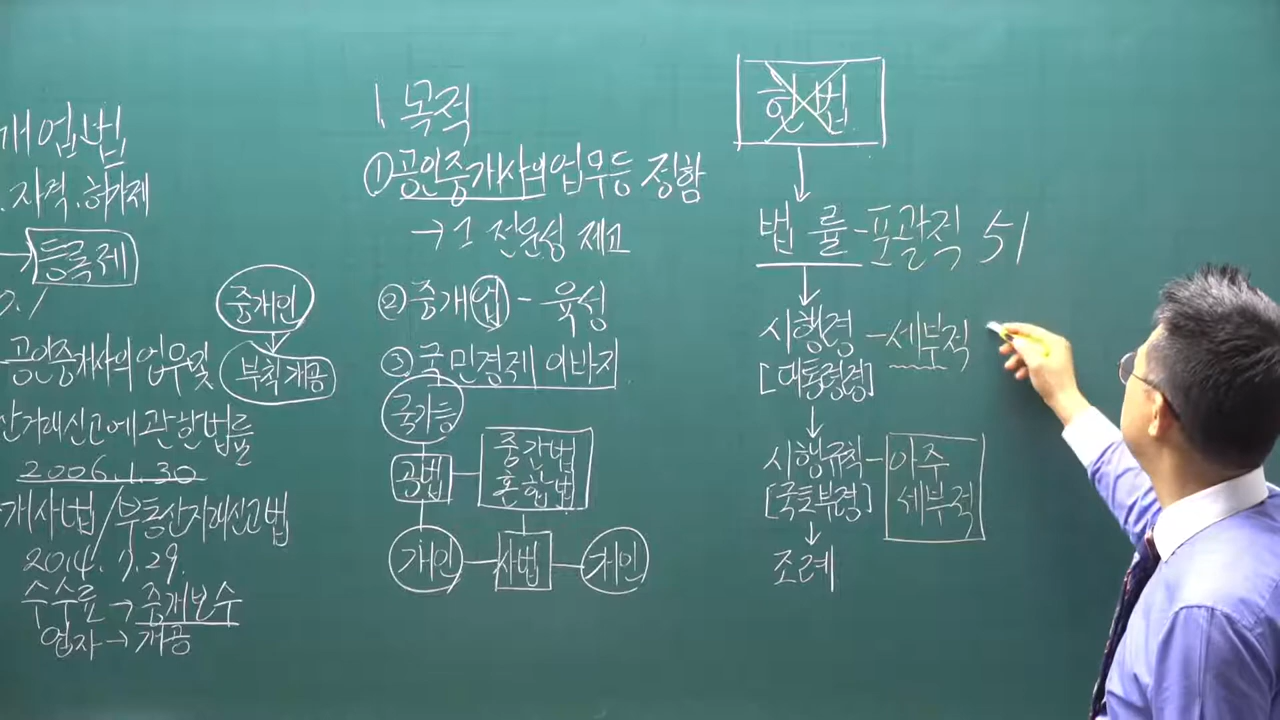 개업법
자격.허가제
→ 등록제
중개인
부칙개공
공인중개사의 업무및
산거래신고에 관한법률
2006.1.30
개사법/부동산거래신고법
2014.7.29.
수수료→중개보수
업자→개공
1. 목적
①공인중개사의업무등 정함
→1 전문성 제고
②중개업 - 육성
③국민경제 이바지
국가등
공법
중간법
혼합법
개인
사법
개인
헌법
법률-포괄적 51
시행령-세부적
[대통령령]
시행규칙-아주
[국토부령] 세부적
조례